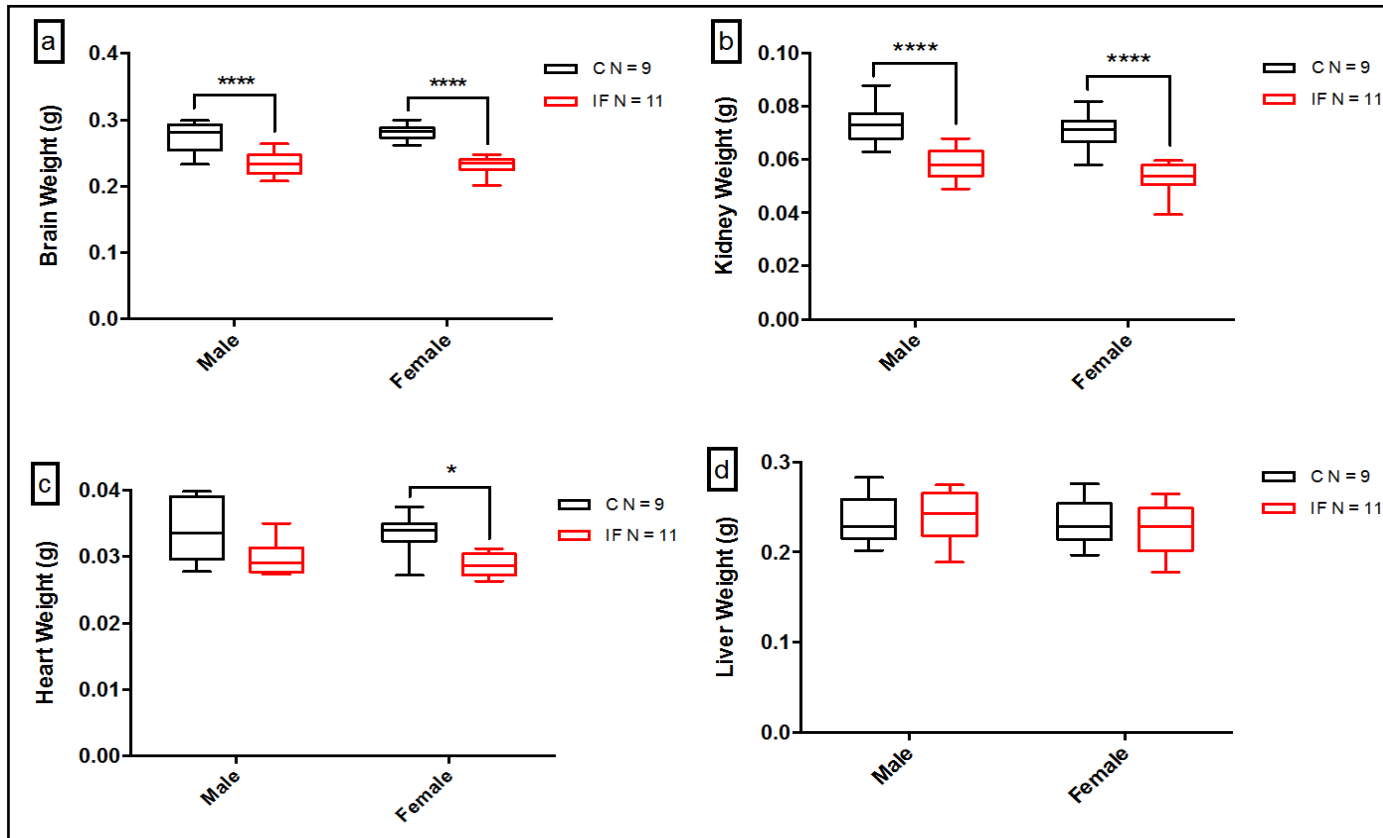 a
0.4
0.3
0.2
0.1
0.0
Brain Weight (g)
****
****
C N = 9
IF N = 11
Male
Female
b
0.10
0.08
0.06
0.04
0.02
0.00
Kidney Weight (g)
****
****
C N = 9
IF N = 11
Male
Female
c
0.04
0.03
0.02
0.01
0.00
Heart Weight (g)
*
C N = 9
IF N = 11
Male
Female
d
0.3
0.2
0.1
0.0
Liver Weight (g)
C N = 9
IF N = 11
Male
Female